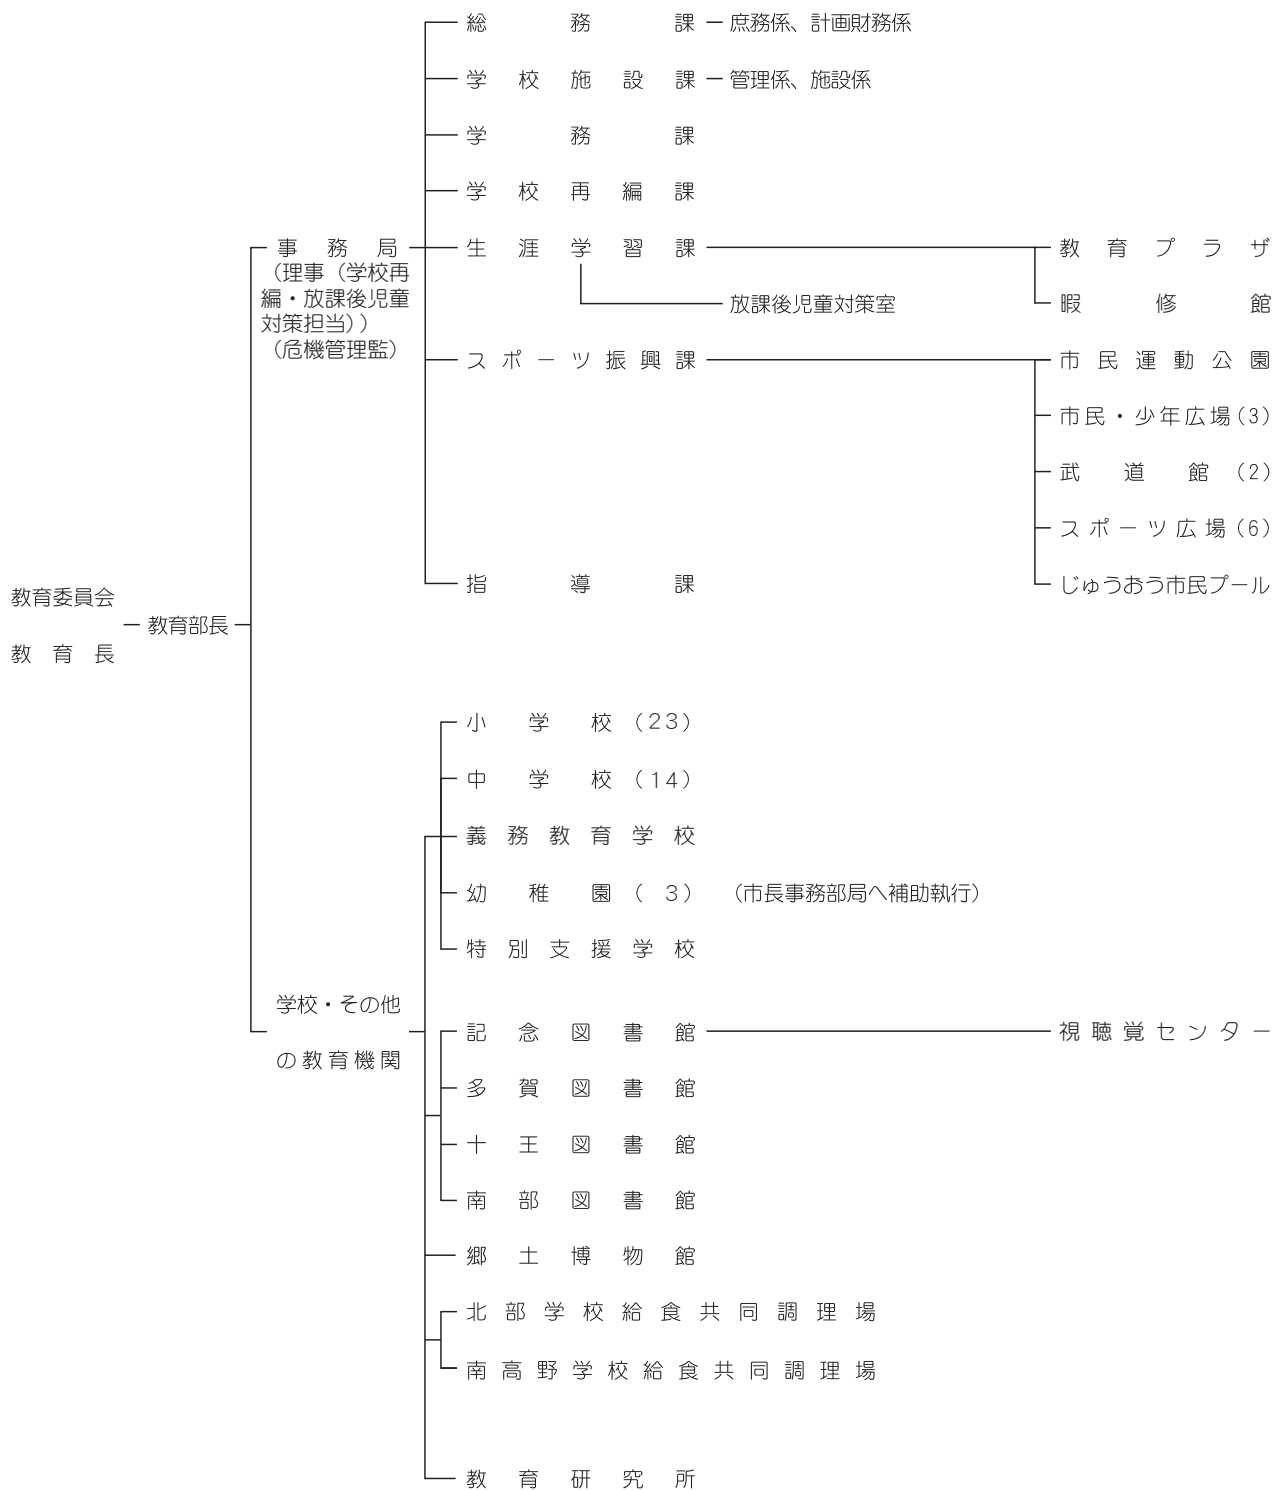 総務課
庶務係、計画財務係
学校施設課
管理係、施設係
学務課
学校再編課
事務局
（理事（学校再
編・放課後児童
対策担当））
（危機管理監）
生涯学習課
教育プラザ
放課後児童対策室
暇修館
スポーツ振興課
市民運動公園
市民・少年広場（3）
武道館（2）
スポーツ広場（6）
じゅうおう市民プール
指導課
教育委員会
教育長
教育部長
小学校（23）
中学校（14）
義務教育学校
幼稚園（3）
（市長事務部局へ補助執行）
特別支援学校
学校・その他
の教育機関
記念図書館
視聴覚センター
多賀図書館
十王図書館
南部図書館
郷土博物館
北部学校給食共同調理場
南高野学校給食共同調理場
教育研究所